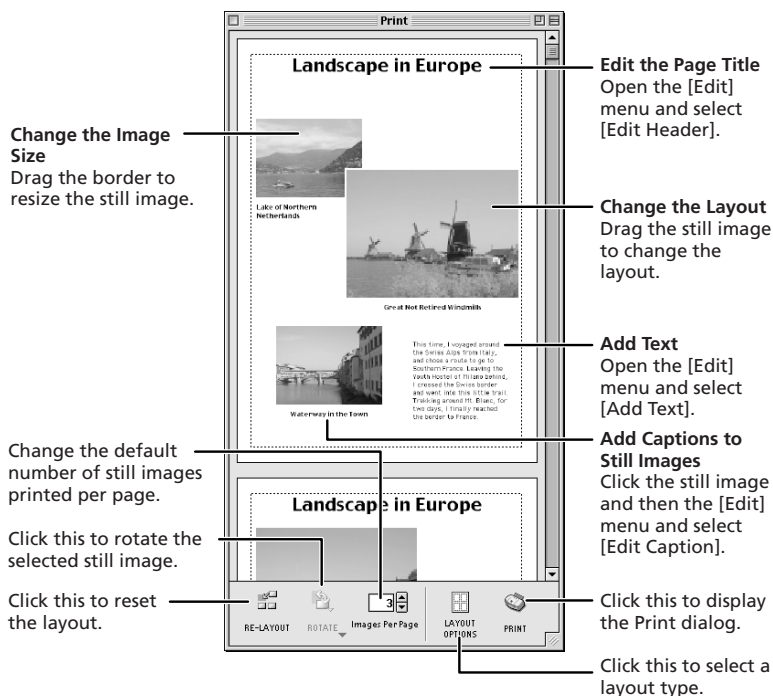 Print
Landscape in Europe
Edit the Page Title
Open the [Edit]
menu and select
[Edit Header].
Change the Image
Size
Drag the border to
resize the still image.
Lake of Northern
Netherlands
Change the Layout
Drag the still image
to change the
layout.
Great Not Retired Windmills
This time, I voyaged around
the Swiss Alps from Italy,
and chose a route to go to
Southern France. Leaving the
Youth Hostel of Milano behind,
I crossed the Swiss border
and went into this little trail.
Trekking around Mt. Blanc, for
two days, I finally reached
the border to France.
Add Text
Open the [Edit]
menu and select
[Add Text].
Waterway in the Town
Add Captions to
Still Images
Click the still image
and then the [Edit]
menu and select
[Edit Caption].
Change the default
number of still images
printed per page.
Landscape in Europe
Click this to rotate the
selected still image.
Click this to reset
the layout.
RE-LAYOUT
ROTATE
3
Images Per Page
LAYOUT
OPTIONS
PRINT
Click this to display
the Print dialog.
Click this to select a
layout type.